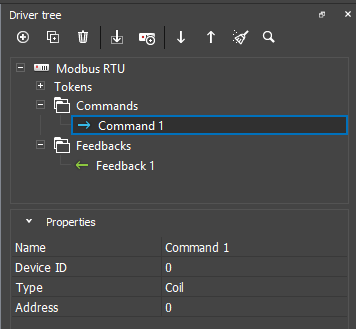 Driver tree
Modbus RTU
Tokens
Commands
Command 1
Feedbacks
Feedback 1
Properties
Name Command 1
Device ID 0
Type Coil
Address 0